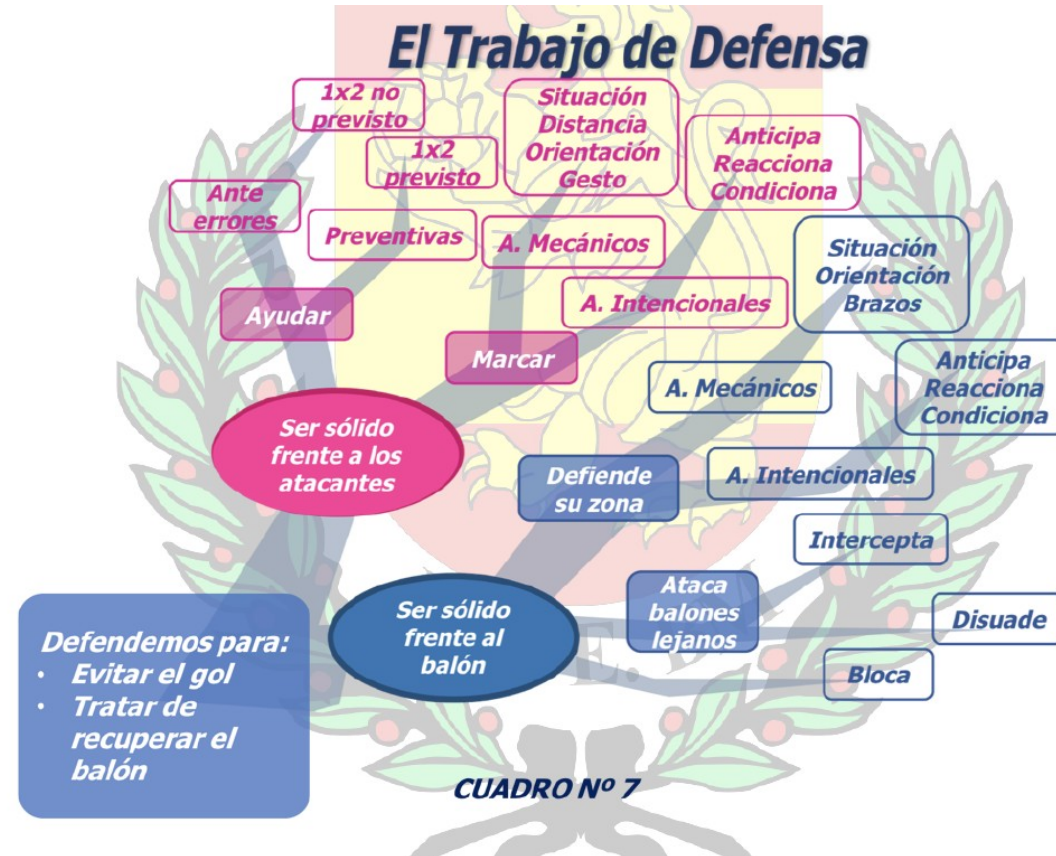 El Trabajo de Defensa
1x2 no
previsto
1x2
previsto
Situación
Distancia
Orientación
Gesto
Anticipa
Reacciona
Condiciona
Ante
errores
Preventivas
A. Mecánicos
Situación
Orientación
Brazos
A. Intencionales
Ayudar
Marcar
A. Mecánicos
Anticipa
Reacciona
Condiciona
Ser sólido
frente a los
atacantes
Defiende
su zona
A. Intencionales
Intercepta
Ser sólido
frente al
balón
Ataca
balones
lejanos
Disuade
Bloca
Defendemos para:
• Evitar el gol
• Tratar de
recuperar el
balón
CUADRO Nº 7